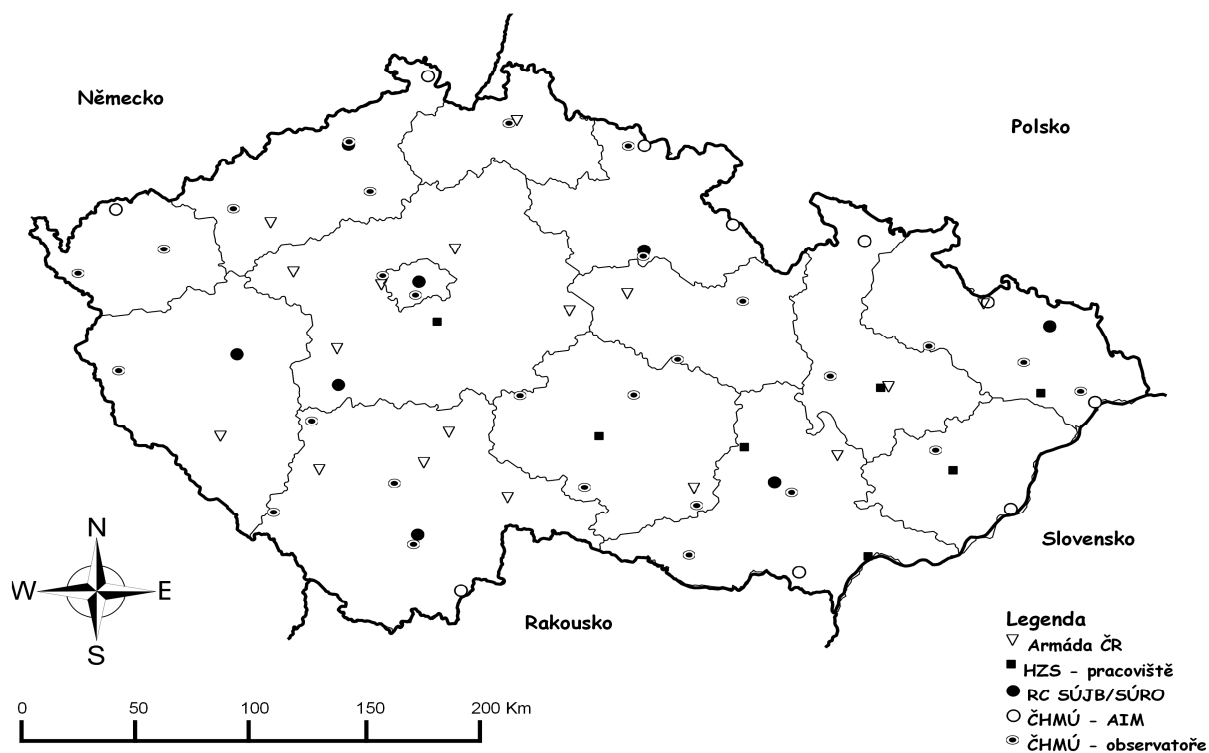 Německo
Polsko
Slovensko
Rakousko
N
W
E
S
0 50 100 150 200 Km
Legenda
Armáda ČR
HZS - pracoviště
RC SÚJB/SÚRO
ČHMÚ - AIM
ČHMÚ - observatoře